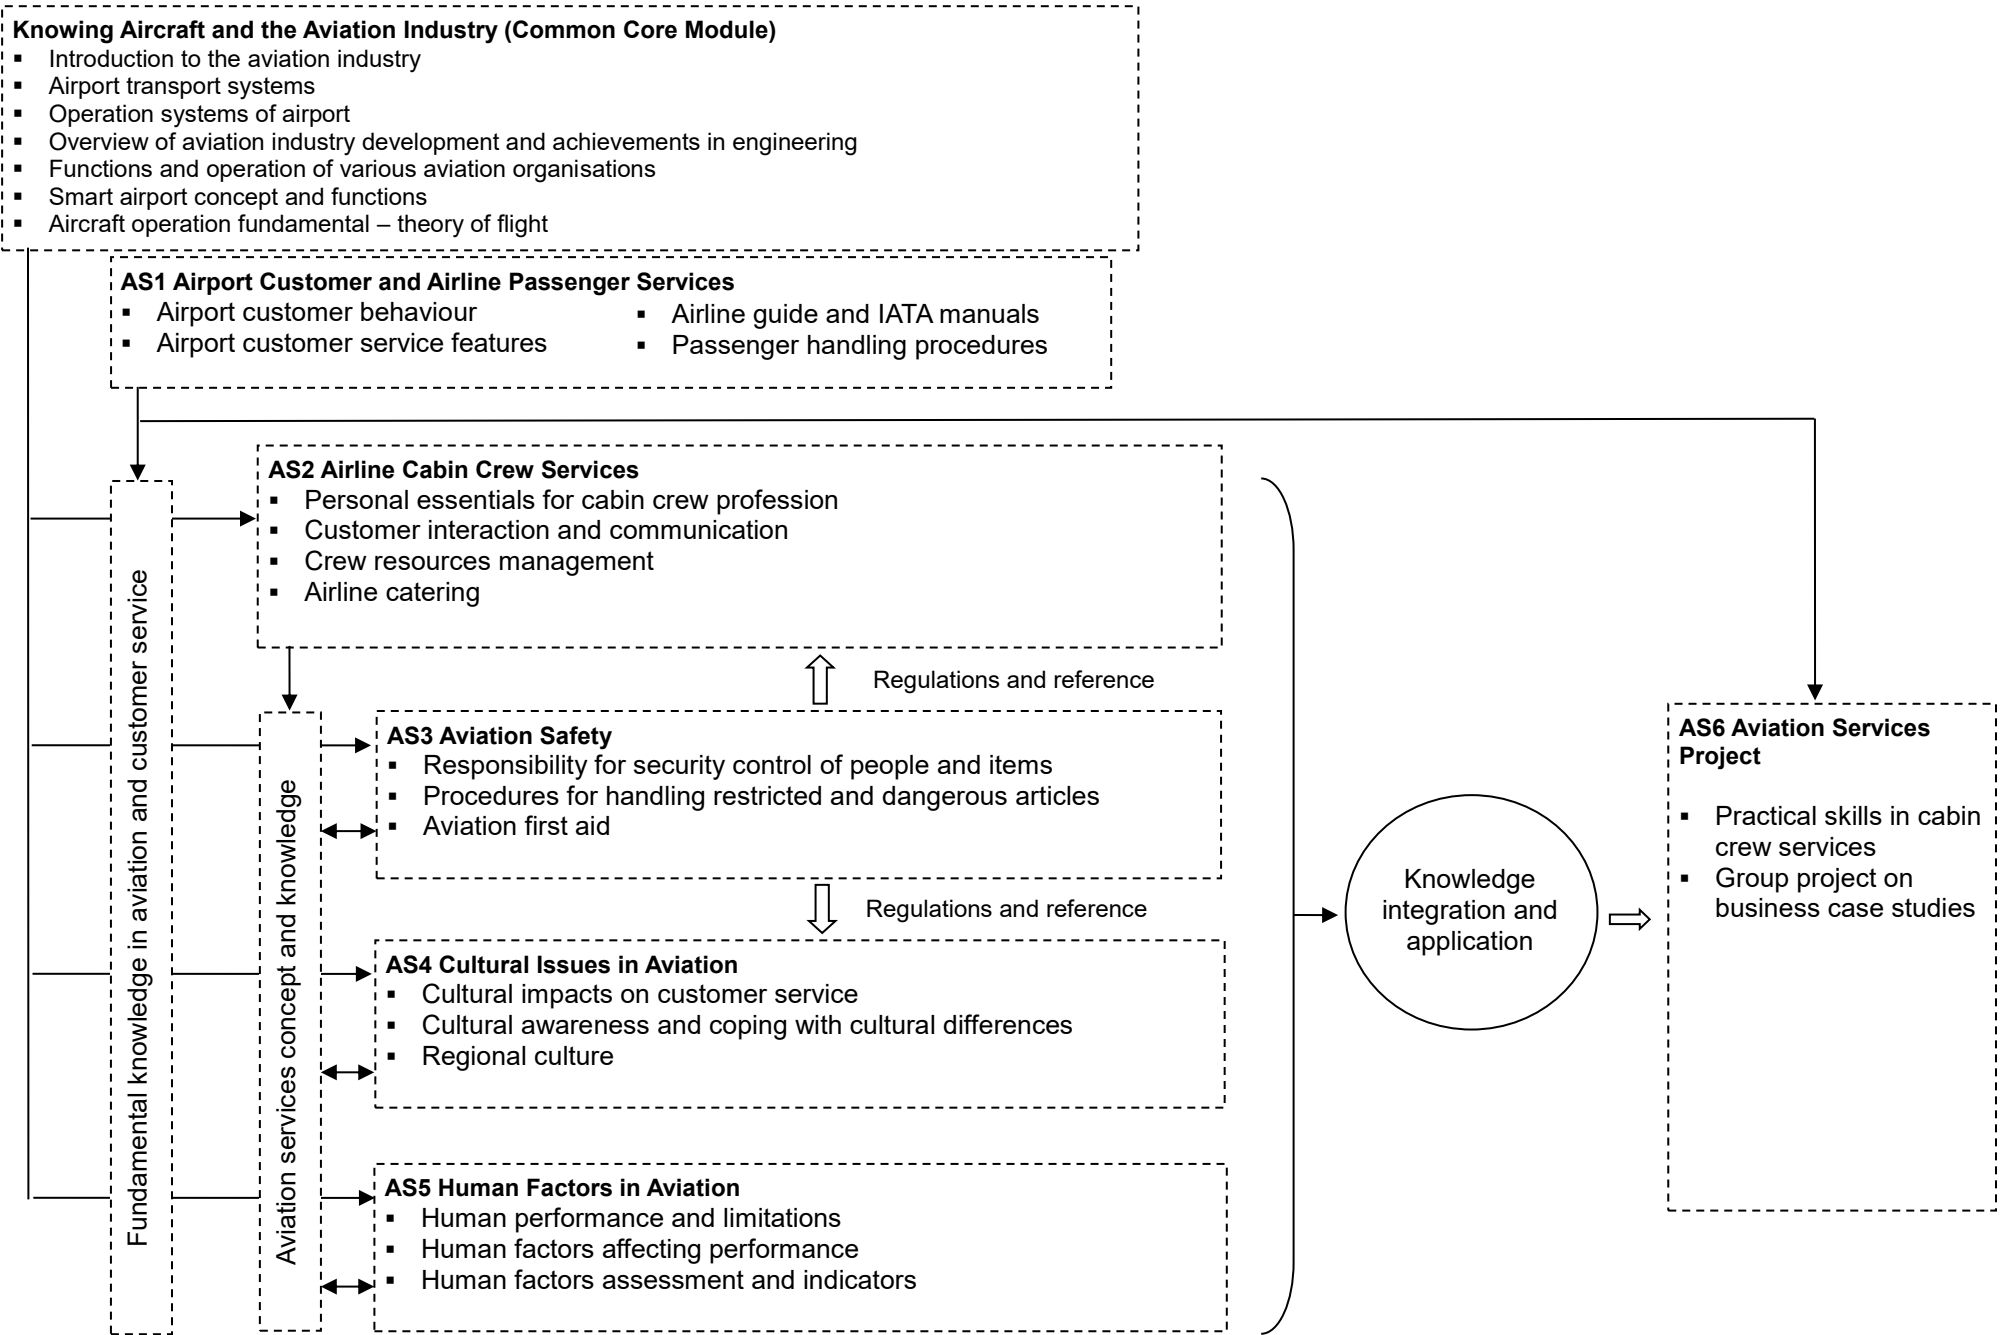 Knowing Aircraft and the Aviation Industry (Common Core Module)
▪ Introduction to the aviation industry
▪ Airport transport systems
▪ Operation systems of airport
▪ Overview of aviation industry development and achievements in engineering
▪ Functions and operation of various aviation organisations
▪ Smart airport concept and functions
▪ Aircraft operation fundamental – theory of flight
AS1 Airport Customer and Airline Passenger Services
▪ Airport customer behaviour
▪ Airport customer service features
▪ Airline guide and IATA manuals
▪ Passenger handling procedures
Fundamental knowledge in aviation and customer service
AS2 Airline Cabin Crew Services
▪ Personal essentials for cabin crew profession
▪ Customer interaction and communication
▪ Crew resources management
▪ Airline catering
Regulations and reference
Aviation services concept and knowledge
AS3 Aviation Safety
▪ Responsibility for security control of people and items
▪ Procedures for handling restricted and dangerous articles
▪ Aviation first aid
Regulations and reference
AS4 Cultural Issues in Aviation
▪ Cultural impacts on customer service
▪ Cultural awareness and coping with cultural differences
▪ Regional culture
AS5 Human Factors in Aviation
▪ Human performance and limitations
▪ Human factors affecting performance
▪ Human factors assessment and indicators
Knowledge
integration and
application
AS6 Aviation Services
Project
▪ Practical skills in cabin
crew services
▪ Group project on
business case studies